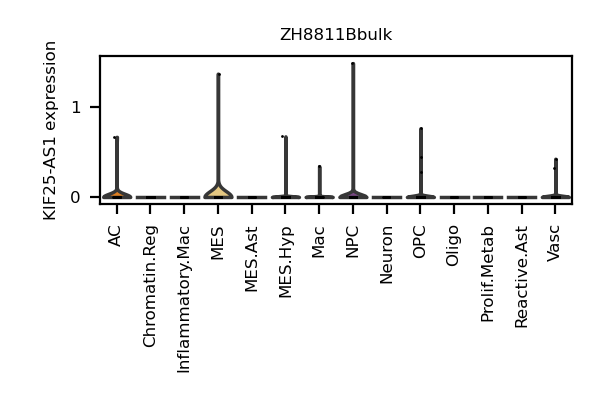 ZH8811Bbulk
KIF25-AS1 expression
1
0
AC
Chromatin.Reg
Inflammatory.Mac
MES
MES.Ast
MES.Hyp
Mac
NPC
Neuron
OPC
Oligo
Prolif.Metab
Reactive.Ast
Vasc